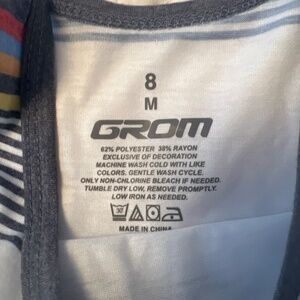 8
M
GROM
62% POLYESTER 38% RAYON
EXCLUSIVE OF DECORATION
MACHINE WASH COLD WITH LIKE
COLORS. GENTLE WASH CYCLE.
ONLY NON-CHLORINE BLEACH IF NEEDED.
TUMBLE DRY LOW, REMOVE PROMPTLY.
LOW IRON AS NEEDED.
MADE IN CHINA